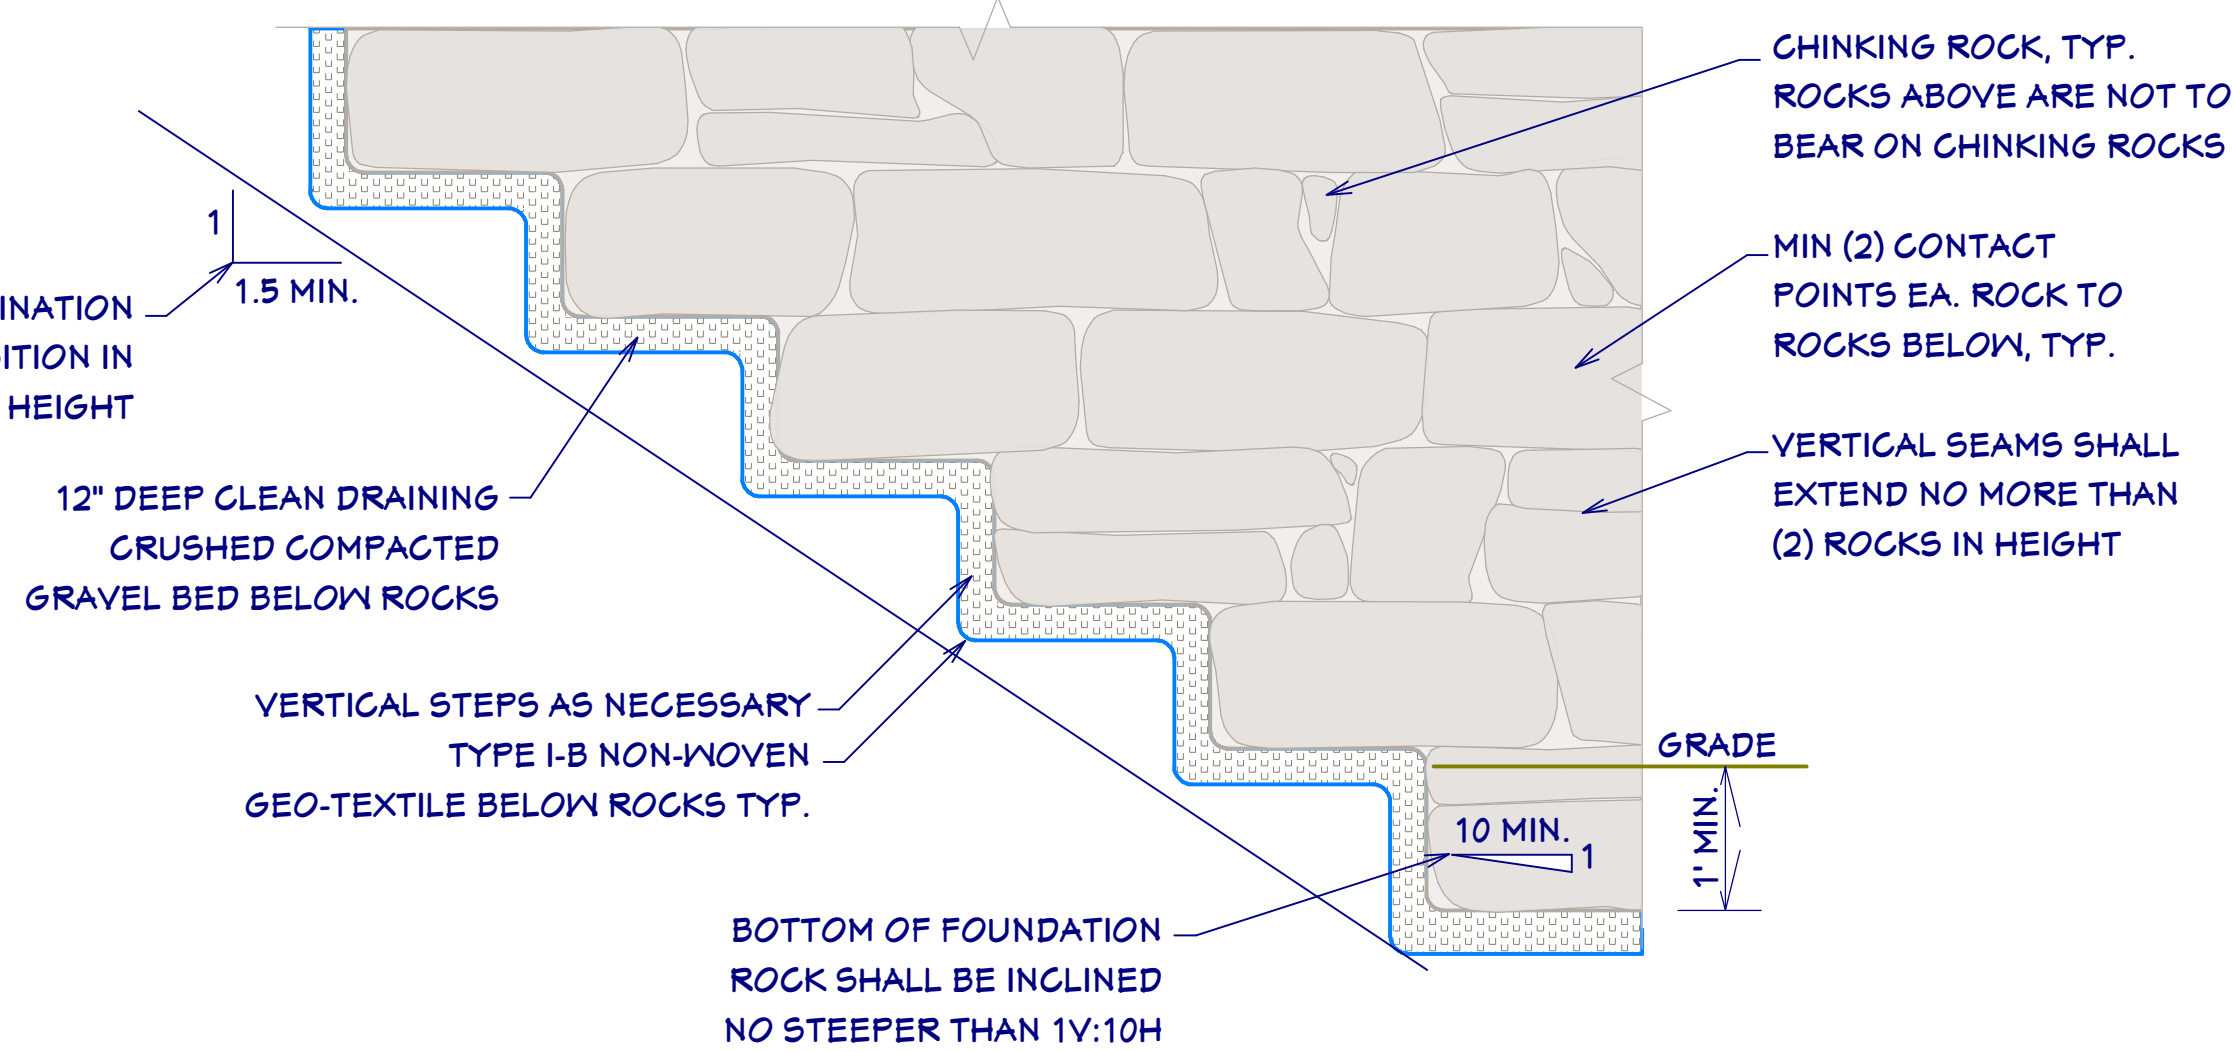 CHINKING ROCK, TYP.
ROCKS ABOVE ARE NOT TO
BEAR ON CHINKING ROCKS
MIN (2) CONTACT
POINTS EA. ROCK TO
ROCKS BELOW, TYP.
VERTICAL SEAMS SHALL
EXTEND NO MORE THAN
(2) ROCKS IN HEIGHT
1
1.5 MIN.
IN
HEIGHT
12" DEEP CLEAN DRAINING
CRUSHED COMPACTED
GRAVEL BED BELOW ROCKS
VERTICAL STEPS AS NECESSARY
TYPE I-B NON-WOVEN
GEO-TEXTILE BELOW ROCKS TYP.
GRADE
1' MIN.
10 MIN.
1
BOTTOM OF FOUNDATION
ROCK SHALL BE INCLINED
NO STEEPER THAN 1V:10H